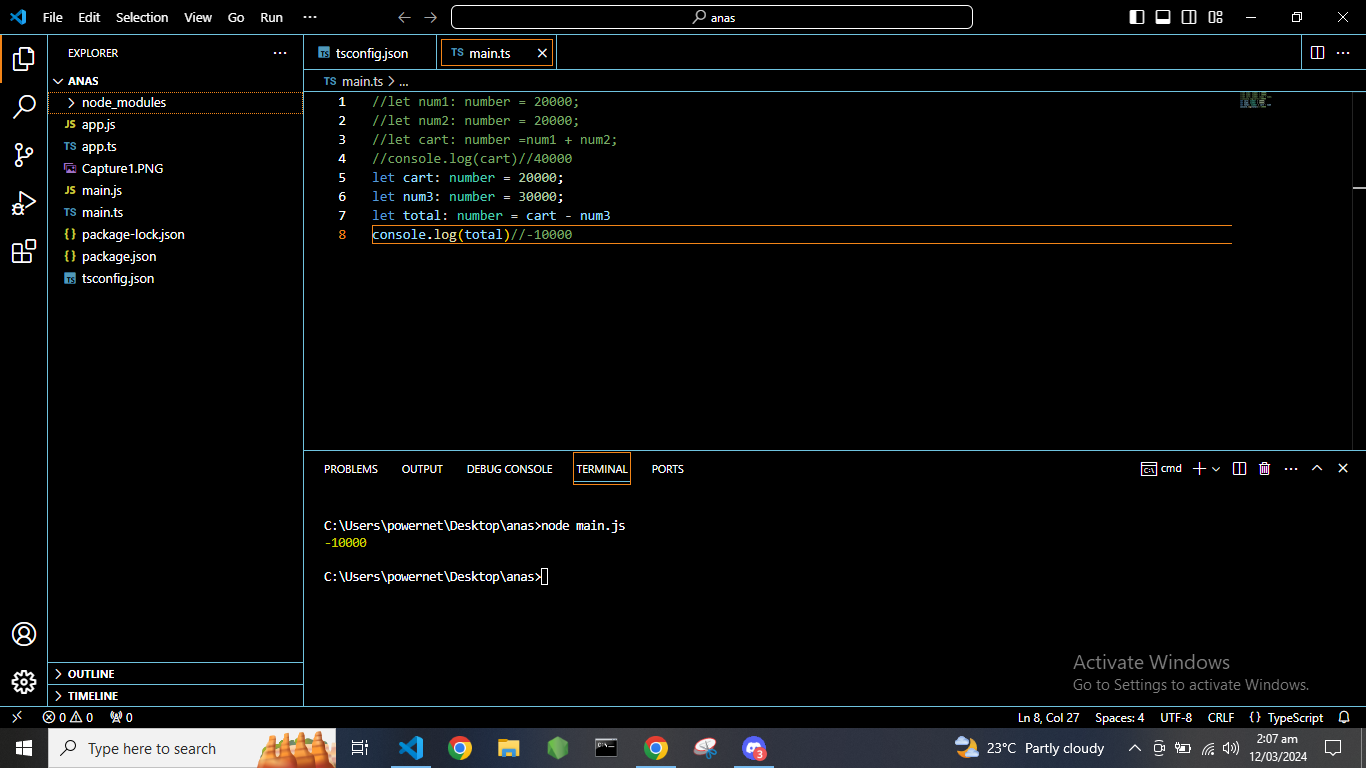 File Edit Selection View Go Run ··· anas
EXPLORER ···
ANAS
node_modules
JS app.js
TS app.ts
Capture1.PNG
JS main.js
TS main.ts
{} package-lock.json
{} package.json
TS tsconfig.json
OUTLINE
TIMELINE
TS tsconfig.json TS main.ts
TS main.ts > ...
1 //let num1: number = 20000;
2 //let num2: number = 20000;
3 //let cart: number =num1 + num2;
4 //console.log(cart)//40000
5 let cart: number = 20000;
6 let num3: number = 30000;
7 let total: number = cart - num3
8 console.log(total)//-10000
PROBLEMS OUTPUT DEBUG CONSOLE TERMINAL PORTS cmd
C:\Users\powernet\Desktop\anas>node main.js
-10000
C:\Users\powernet\Desktop\anas>
Activate Windows
Go to Settings to activate Windows.
0 0 0 Ln 8, Col 27 Spaces: 4 UTF-8 CRLF {} TypeScript
Type here to search 3 23°C Partly cloudy 2:07 am
12/03/2024